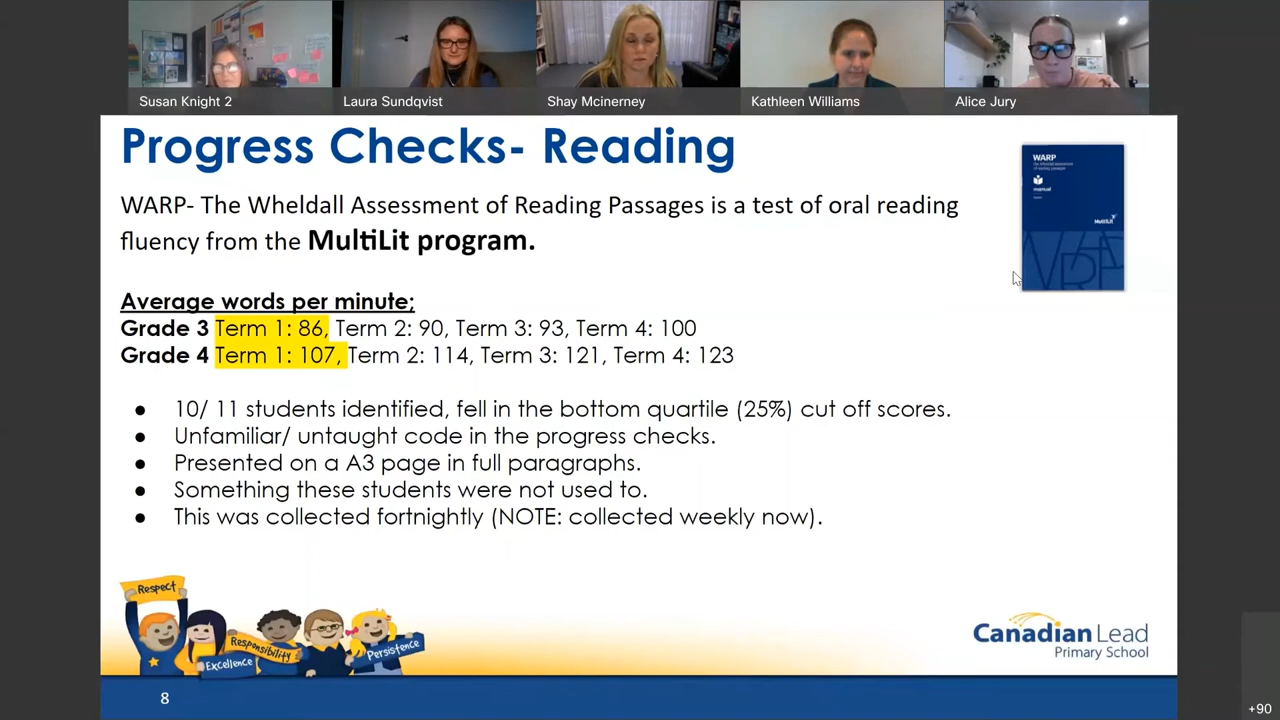 Susan Knight 2
Laura Sundqvist
Shay Mcinerney
Kathleen Williams
Alice Jury
Progress Checks- Reading
WARP- The Wheldall Assessment of Reading Passages is a test of oral reading
fluency from the MultiLit program.
WARP
manual
MultiLit
Average words per minute;
Grade 3 Term 1: 86, Term 2: 90, Term 3: 93, Term 4: 100
Grade 4 Term 1: 107, Term 2: 114, Term 3: 121, Term 4: 123
● 10/ 11 students identified, fell in the bottom quartile (25%) cut off scores.
● Unfamiliar/ untaught code in the progress checks.
● Presented on a A3 page in full paragraphs.
● Something these students were not used to.
● This was collected fortnightly (NOTE: collected weekly now).
Respect
Excellence
Responsibility
Persistence
Canadian Lead
Primary School
8
+90